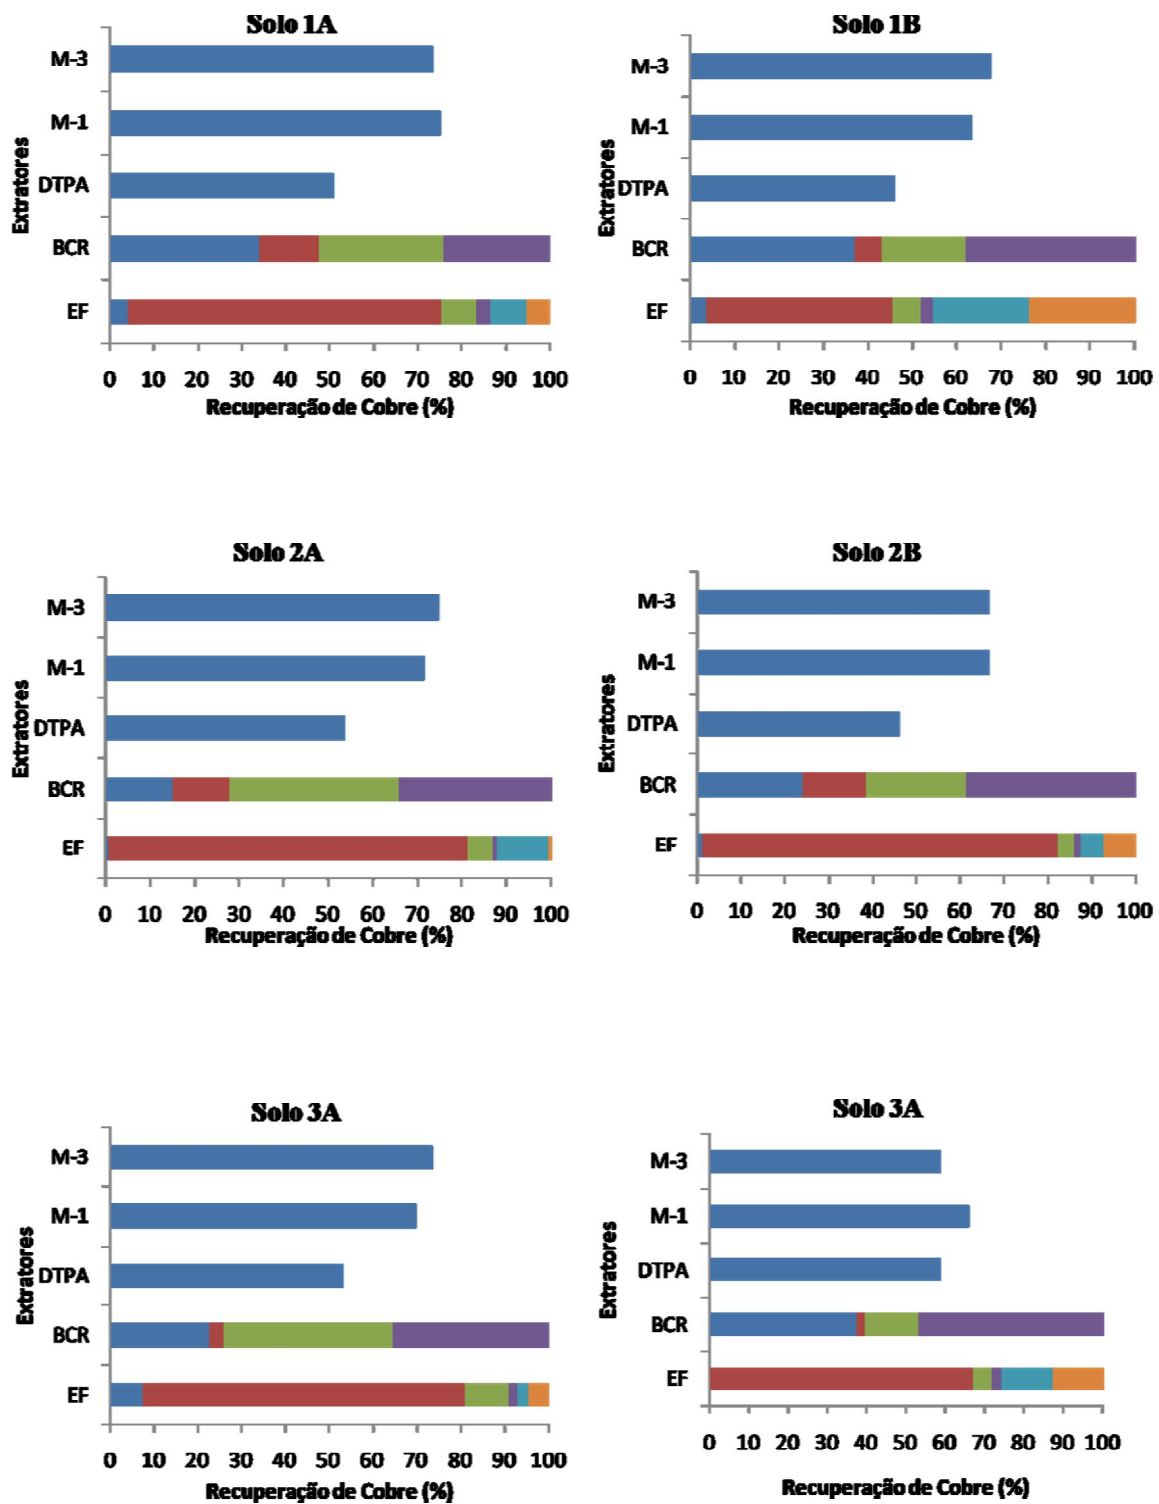 Solo 1A
M-3
M-1
DTPA
BCR
EF
Extratores
0 10 20 30 40 50 60 70 80 90 100
Recuperação de Cobre (%)
Solo 1B
M-3
M-1
DTPA
BCR
EF
Extratores
0 10 20 30 40 50 60 70 80 90 100
Recuperação de Cobre (%)
Solo 2A
M-3
M-1
DTPA
BCR
EF
Extratores
0 10 20 30 40 50 60 70 80 90 100
Recuperação de Cobre (%)
Solo 2B
M-3
M-1
DTPA
BCR
EF
Extratores
0 10 20 30 40 50 60 70 80 90 100
Recuperação de Cobre (%)
Solo 3A
M-3
M-1
DTPA
BCR
EF
Extratores
0 10 20 30 40 50 60 70 80 90 100
Recuperação de Cobre (%)
Solo 3A
M-3
M-1
DTPA
BCR
EF
Extratores
0 10 20 30 40 50 60 70 80 90 100
Recuperação de Cobre (%)